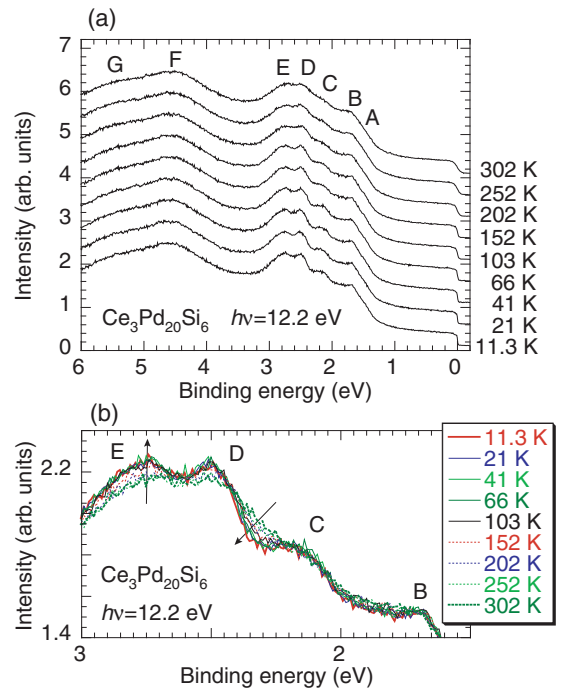 (a)
7
6
5
4
3
2
1
0
Intensity (arb. units)
G F E D C B A
302 K
252 K
202 K
152 K
103 K
66 K
41 K
21 K
11.3 K
Ce3Pd20Si6 hν=12.2 eV
6 5 4 3 2 1 0
Binding energy (eV)
(b)
2.2
1.4
Intensity (arb. units)
E D C B
Ce3Pd20Si6
hν=12.2 eV
3 2
Binding energy (eV)
11.3 K
21 K
41 K
66 K
103 K
152 K
202 K
252 K
302 K